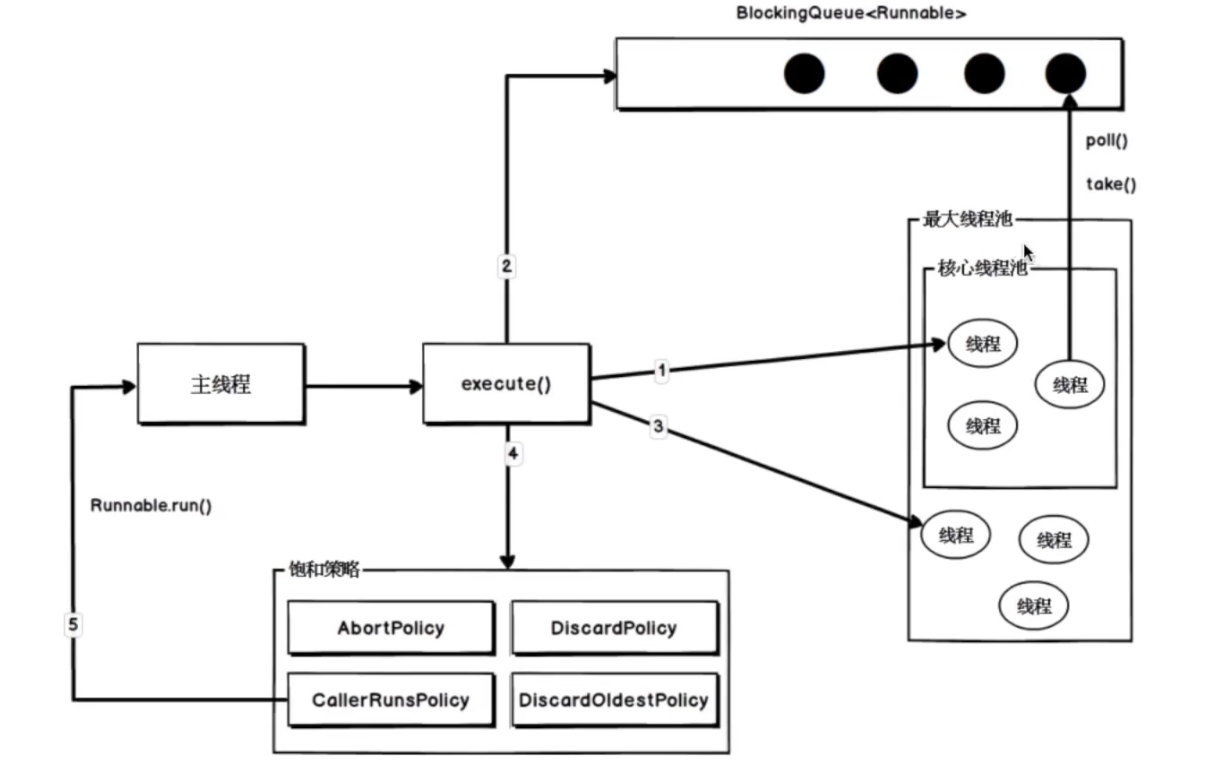 BlockingQueue<Runnable>
poll()
take()
最大线程池
核心线程池
2
线程
1
主线程
execute()
线程
3
线程
4
Runnable.run()
线程
线程
饱和策略
线程
5
AbortPolicy
DiscardPolicy
CallerRunsPolicy
DiscardOldestPolicy